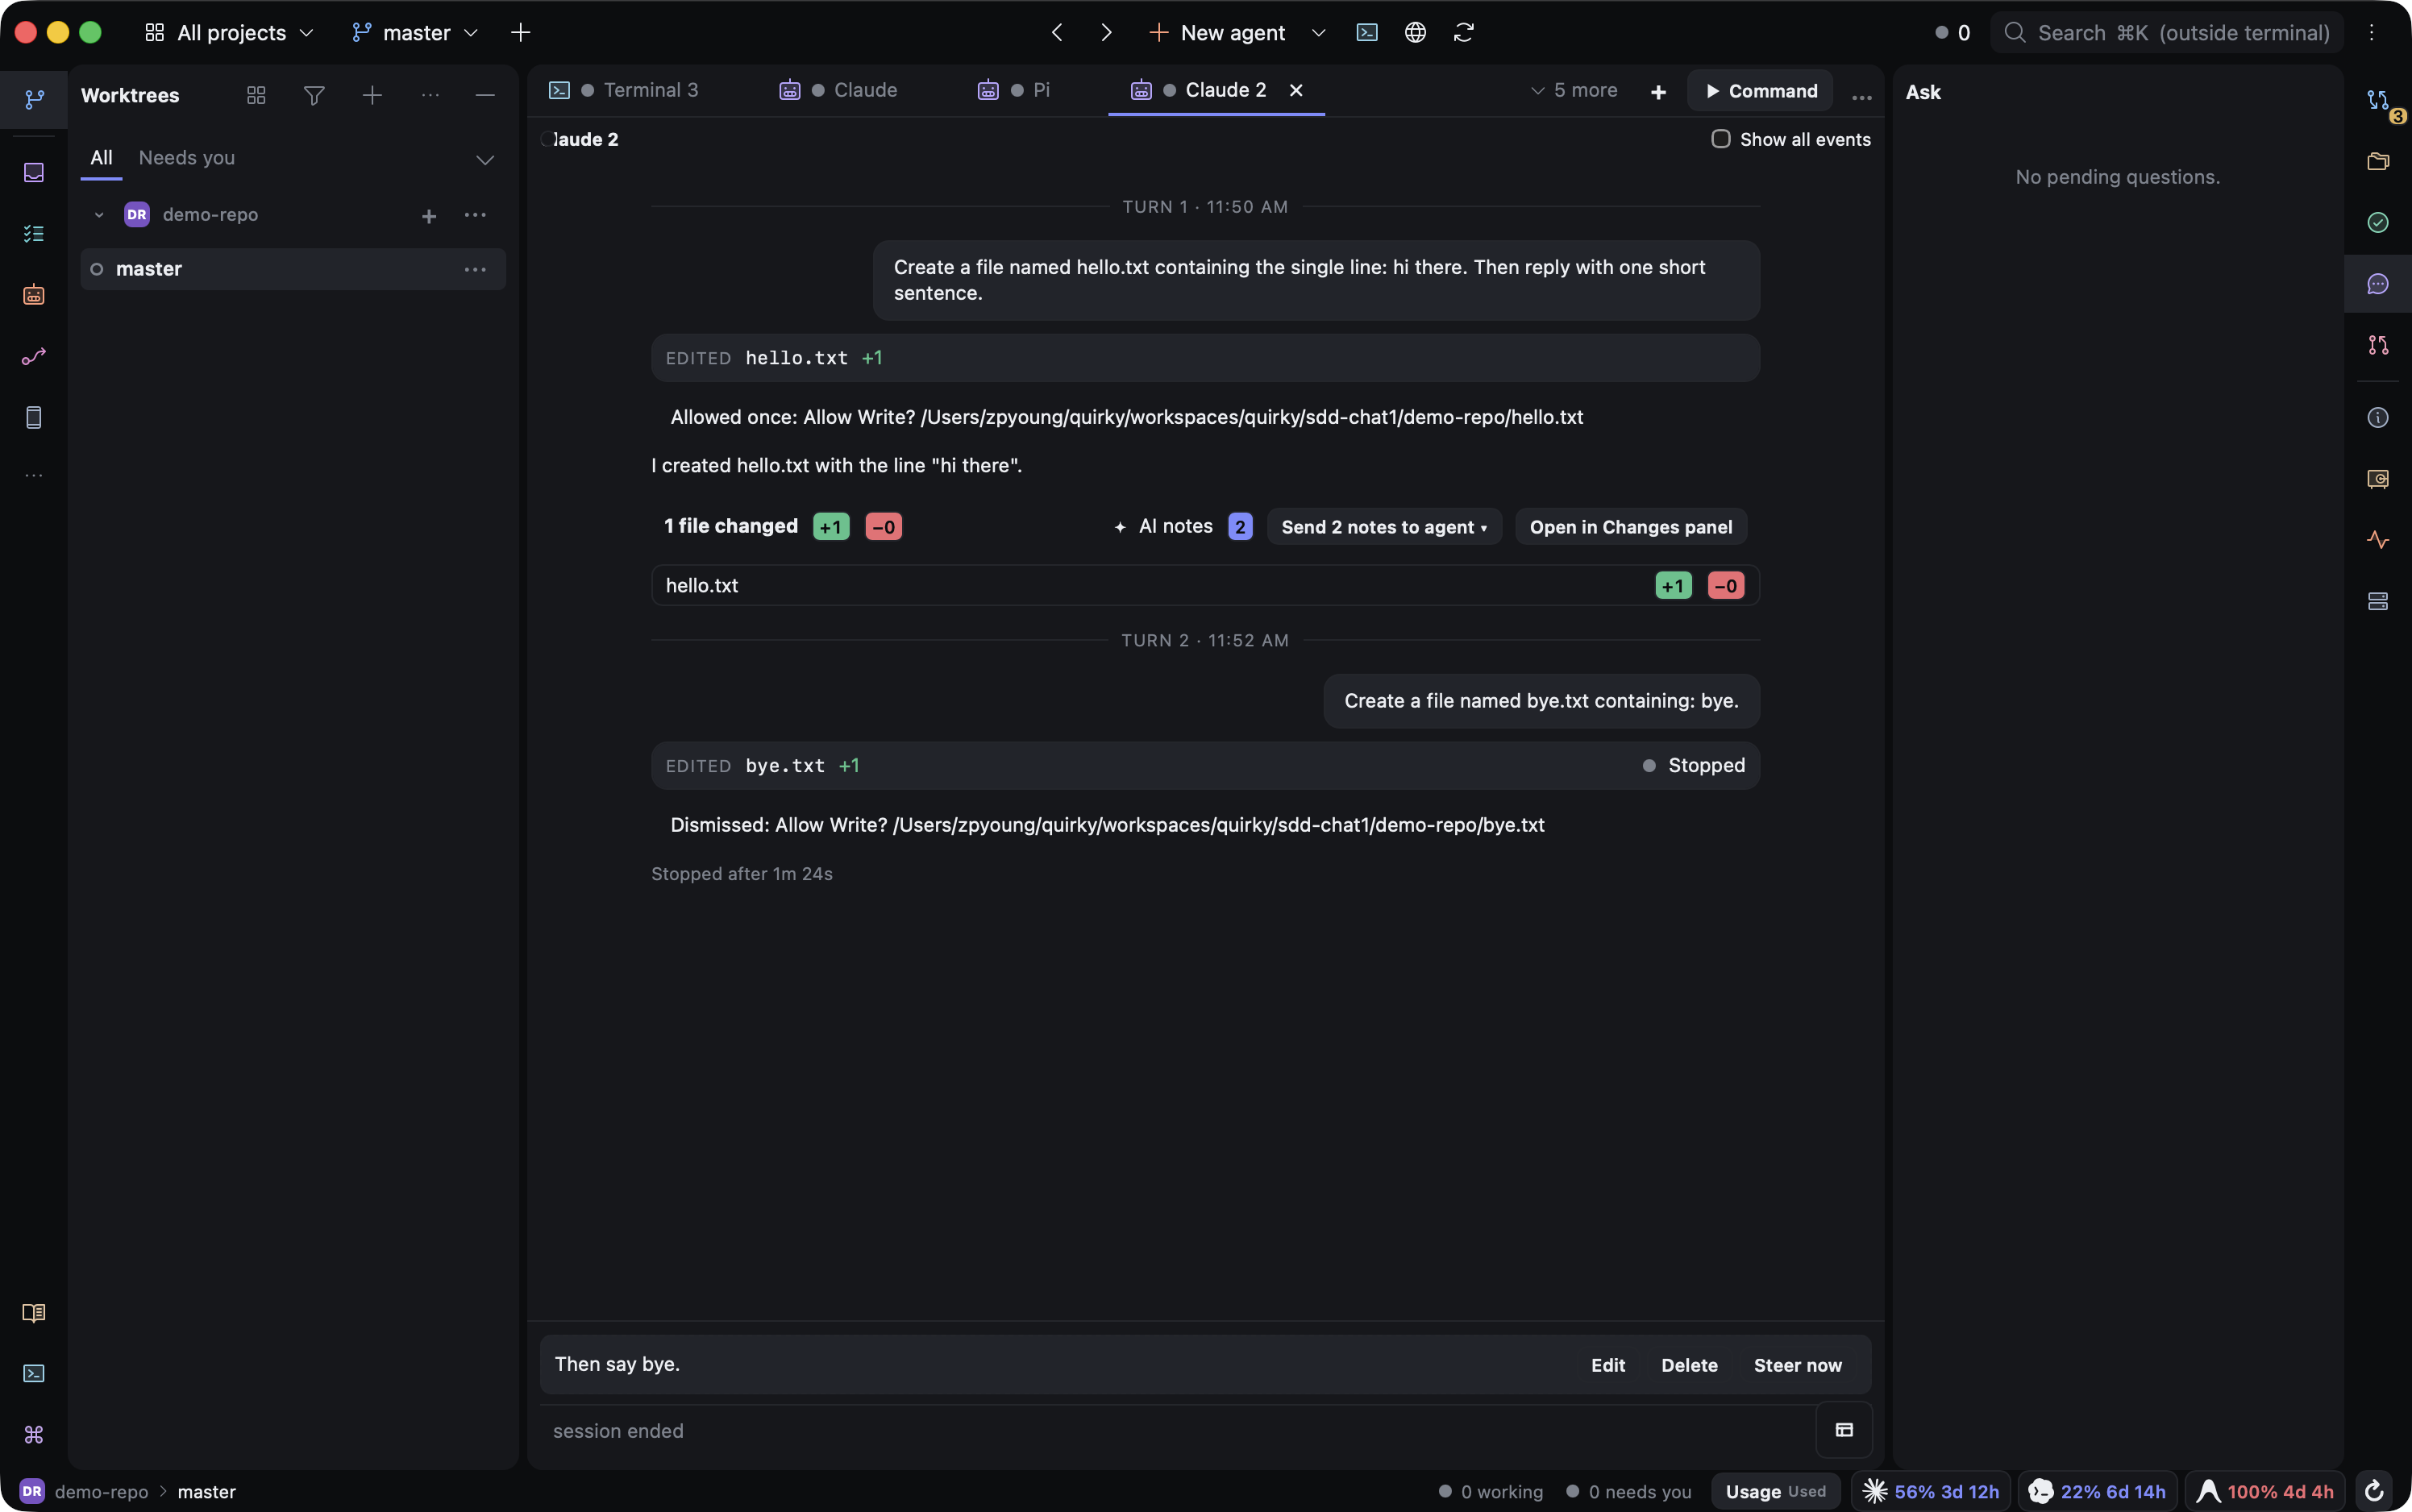 All projects
master
New agent
0
Search ⌘K (outside terminal)
Worktrees
All
Needs you
DR demo-repo
master
Terminal 3
Claude
Pi
Claude 2
5 more
Command
laude 2
Show all events
TURN 1 · 11:50 AM
Create a file named hello.txt containing the single line: hi there. Then reply with one short
sentence.
EDITED hello.txt +1
Allowed once: Allow Write? /Users/zpyoung/quirky/workspaces/quirky/sdd-chat1/demo-repo/hello.txt
I created hello.txt with the line "hi there".
1 file changed +1 −0
AI notes 2 Send 2 notes to agent Open in Changes panel
hello.txt +1 −0
TURN 2 · 11:52 AM
Create a file named bye.txt containing: bye.
EDITED bye.txt +1 Stopped
Dismissed: Allow Write? /Users/zpyoung/quirky/workspaces/quirky/sdd-chat1/demo-repo/bye.txt
Stopped after 1m 24s
Then say bye. Edit Delete Steer now
session ended
Ask
No pending questions.
3
DR demo-repo > master
0 working
0 needs you
Usage Used
56% 3d 12h
22% 6d 14h
100% 4d 4h